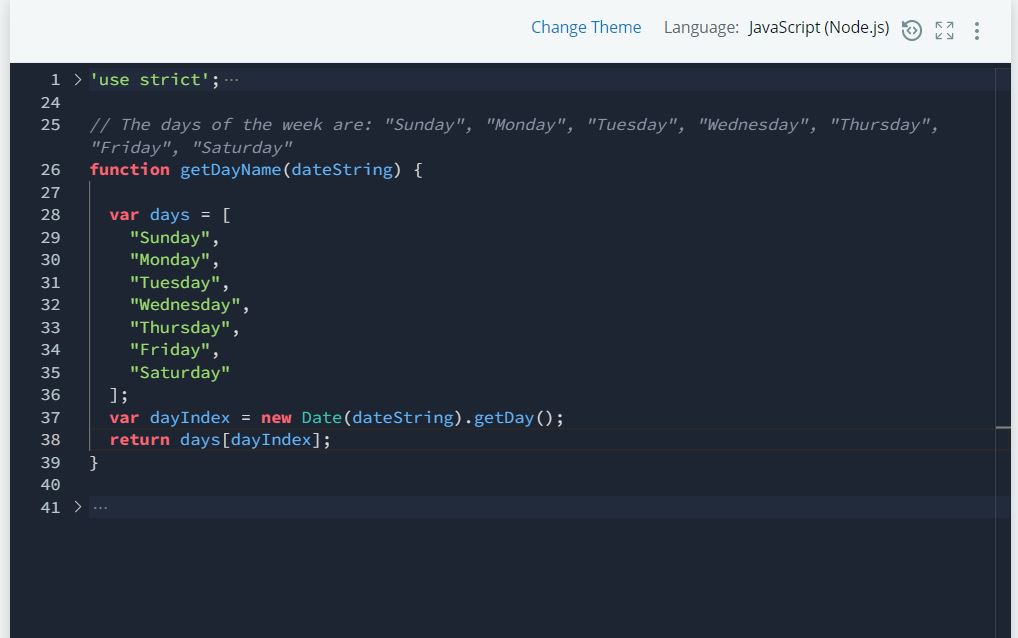 Change Theme Language: JavaScript (Node.js)
1 'use strict'; ...
24
25 // The days of the week are: "Sunday", "Monday", "Tuesday", "Wednesday", "Thursday",
"Friday", "Saturday"
26 function getDayName(dateString) {
27
28 var days = [
29 "Sunday",
30 "Monday",
31 "Tuesday",
32 "Wednesday",
33 "Thursday",
34 "Friday",
35 "Saturday"
36 ];
37 var dayIndex = new Date(dateString).getDay();
38 return days[dayIndex];
39 }
40
41 ...